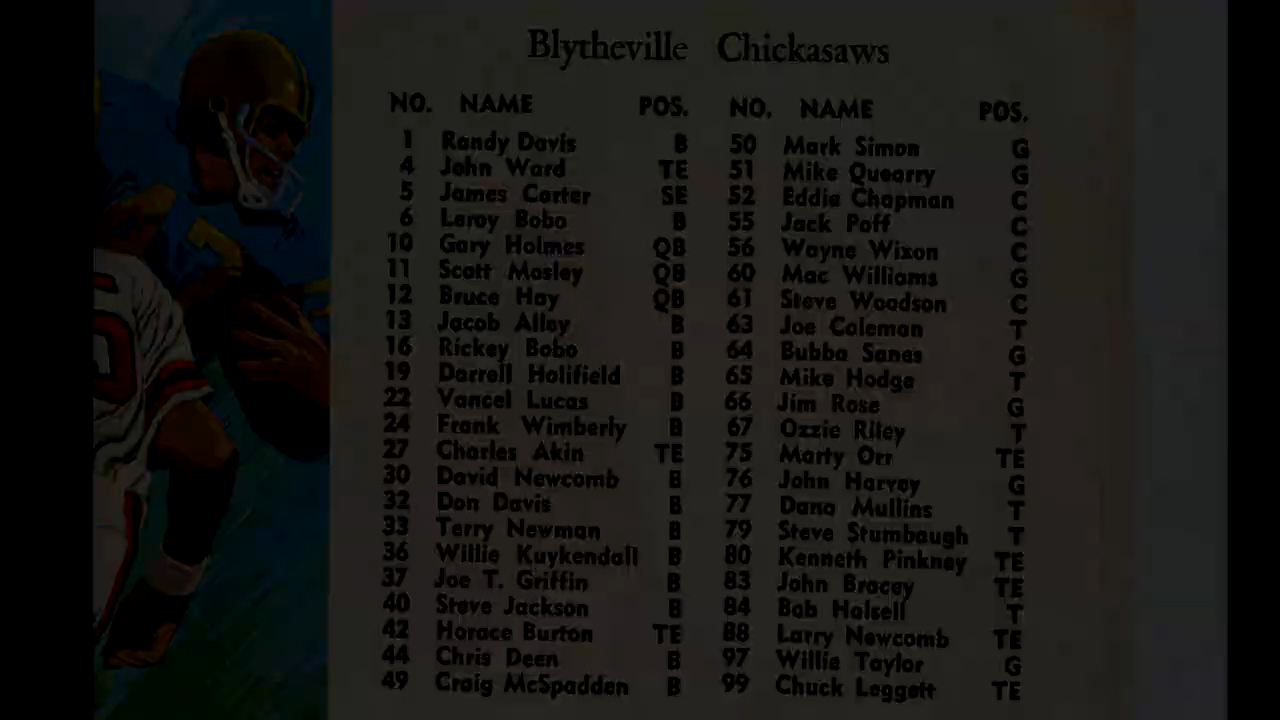 Blytheville Chickasaws
NO. NAME POS. NO. NAME POS.
1 Randy Davis B 50 Mark Simon G
4 John Ward TE 51 Mike Quearry G
5 James Carter SE 52 Eddie Chapman C
6 Leroy Bobo B 55 Jack Poff C
10 Gary Holmes QB 56 Wayne Wixon C
11 Scott Mosley QB 60 Mac Williams G
12 Bruce Hay QB 61 Steve Woodson C
13 Jacob Alley B 63 Joe Coleman T
16 Rickey Bobo B 64 Bubba Sanes G
19 Darrell Holifield B 65 Mike Hodge T
22 Vancel Lucas B 66 Jim Rose G
24 Frank Wimberly B 67 Ozzie Riley T
27 Charles Akin TE 75 Marty Orr TE
30 David Newcomb B 76 John Harvey G
32 Don Davis B 77 Dana Mullins T
33 Terry Newman B 79 Steve Stumbaugh T
36 Willie Kuykendall B 80 Kenneth Pinkney TE
37 Joe T. Griffin B 83 John Bracey TE
40 Steve Jackson B 84 Bob Halsell T
42 Horace Burton TE 88 Larry Newcomb TE
44 Chris Deen B 97 Willie Taylor G
49 Craig McSpadden B 99 Chuck Leggett TE